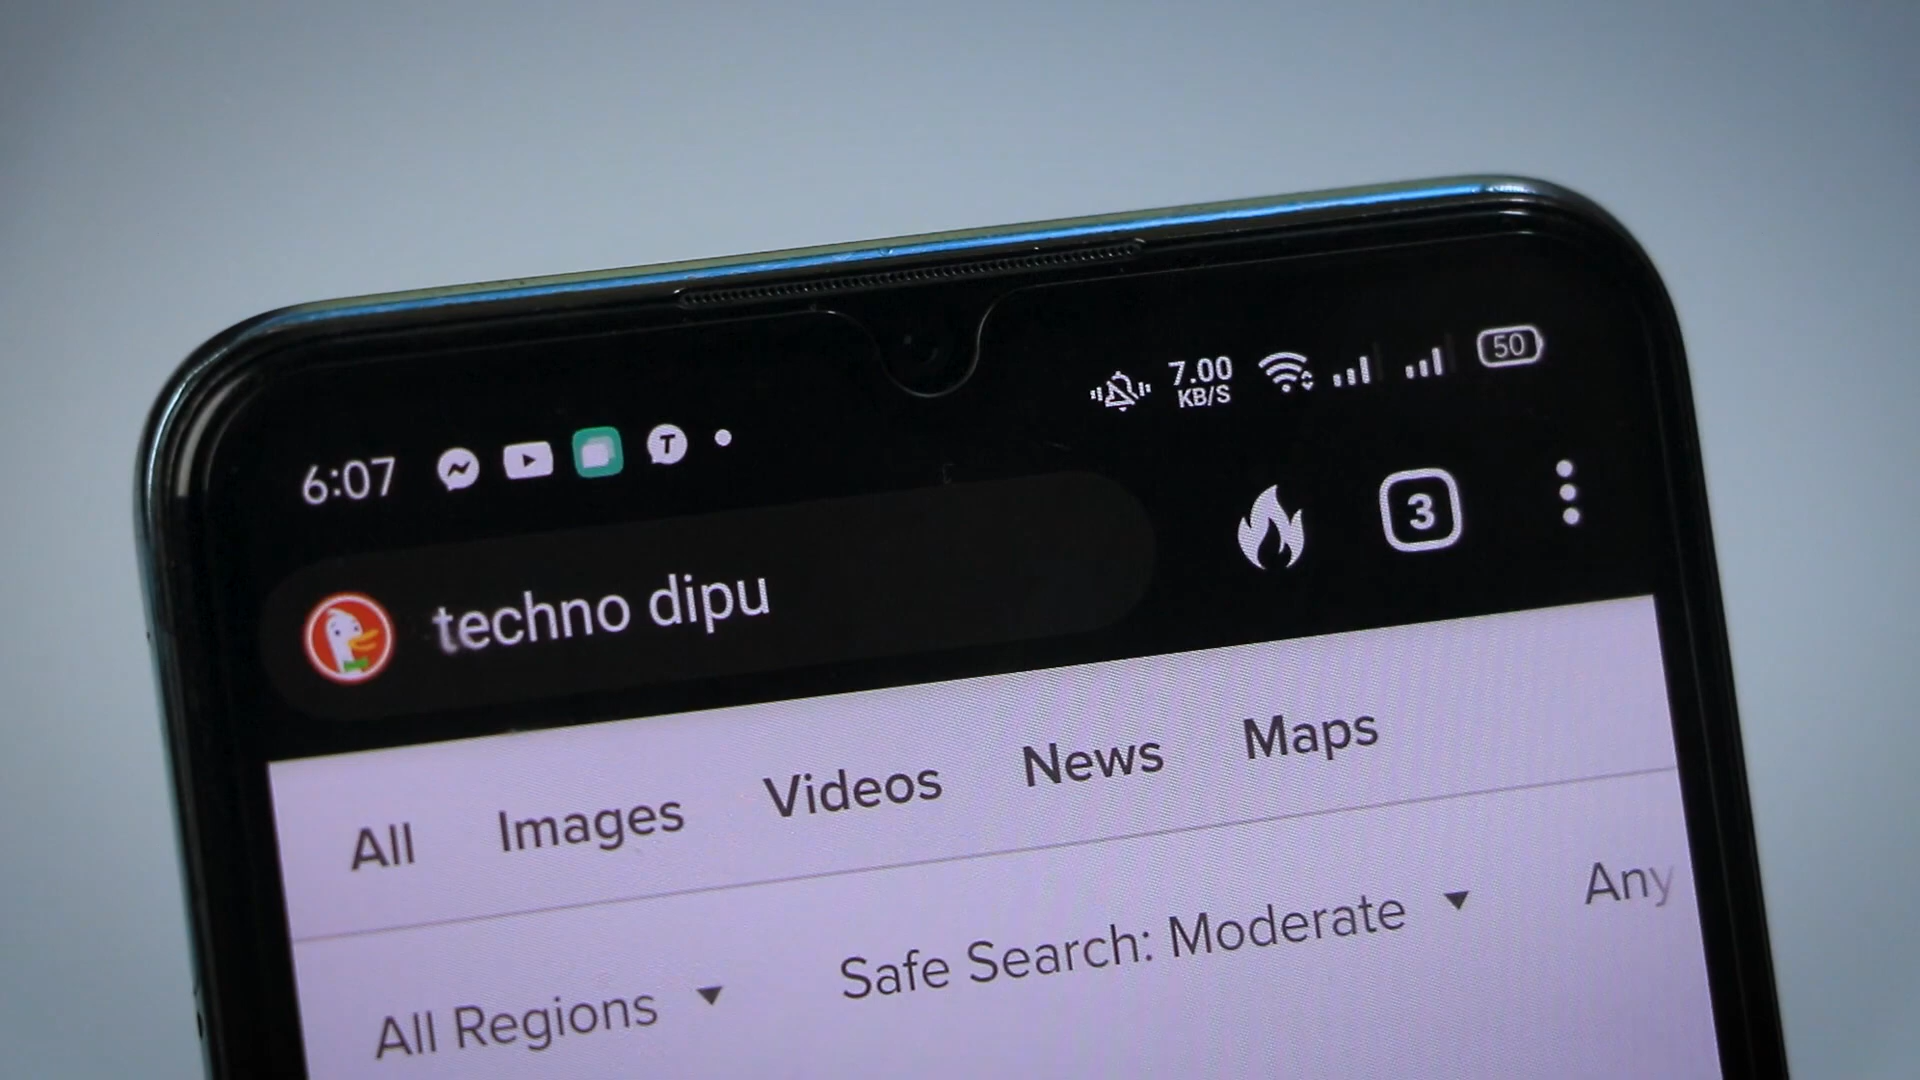 6:07 T 7.00 KB/S 50
techno dipu 3
All Images Videos News Maps
All Regions Safe Search: Moderate Any